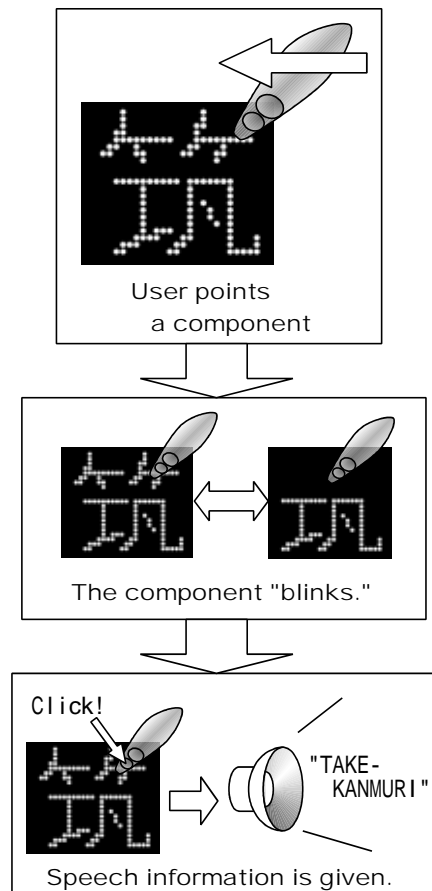 User points
a component
The component "blinks."
Click!
"TAKE-
KANMURI"
Speech information is given.